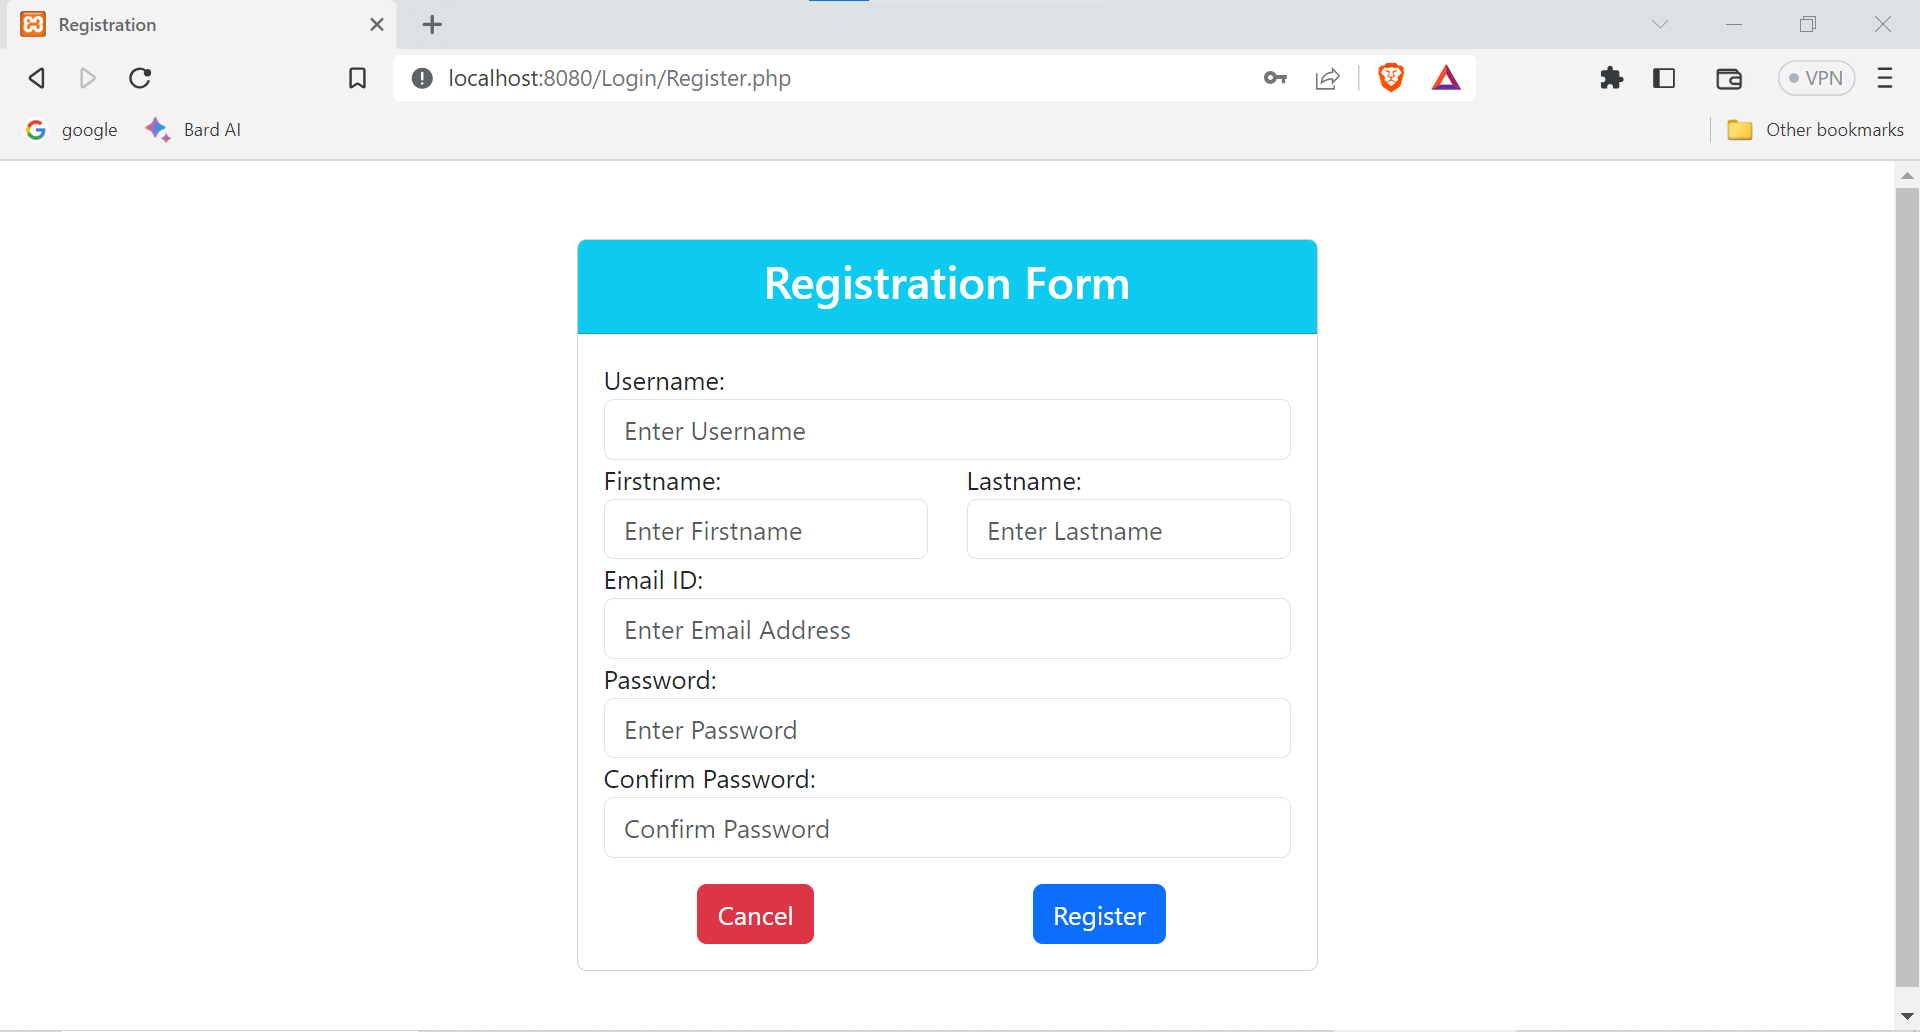 Registration
localhost:8080/Login/Register.php
VPN
google Bard AI Other bookmarks
Registration Form
Username:
Enter Username
Firstname: Lastname:
Enter Firstname Enter Lastname
Email ID:
Enter Email Address
Password:
Enter Password
Confirm Password:
Confirm Password
Cancel Register